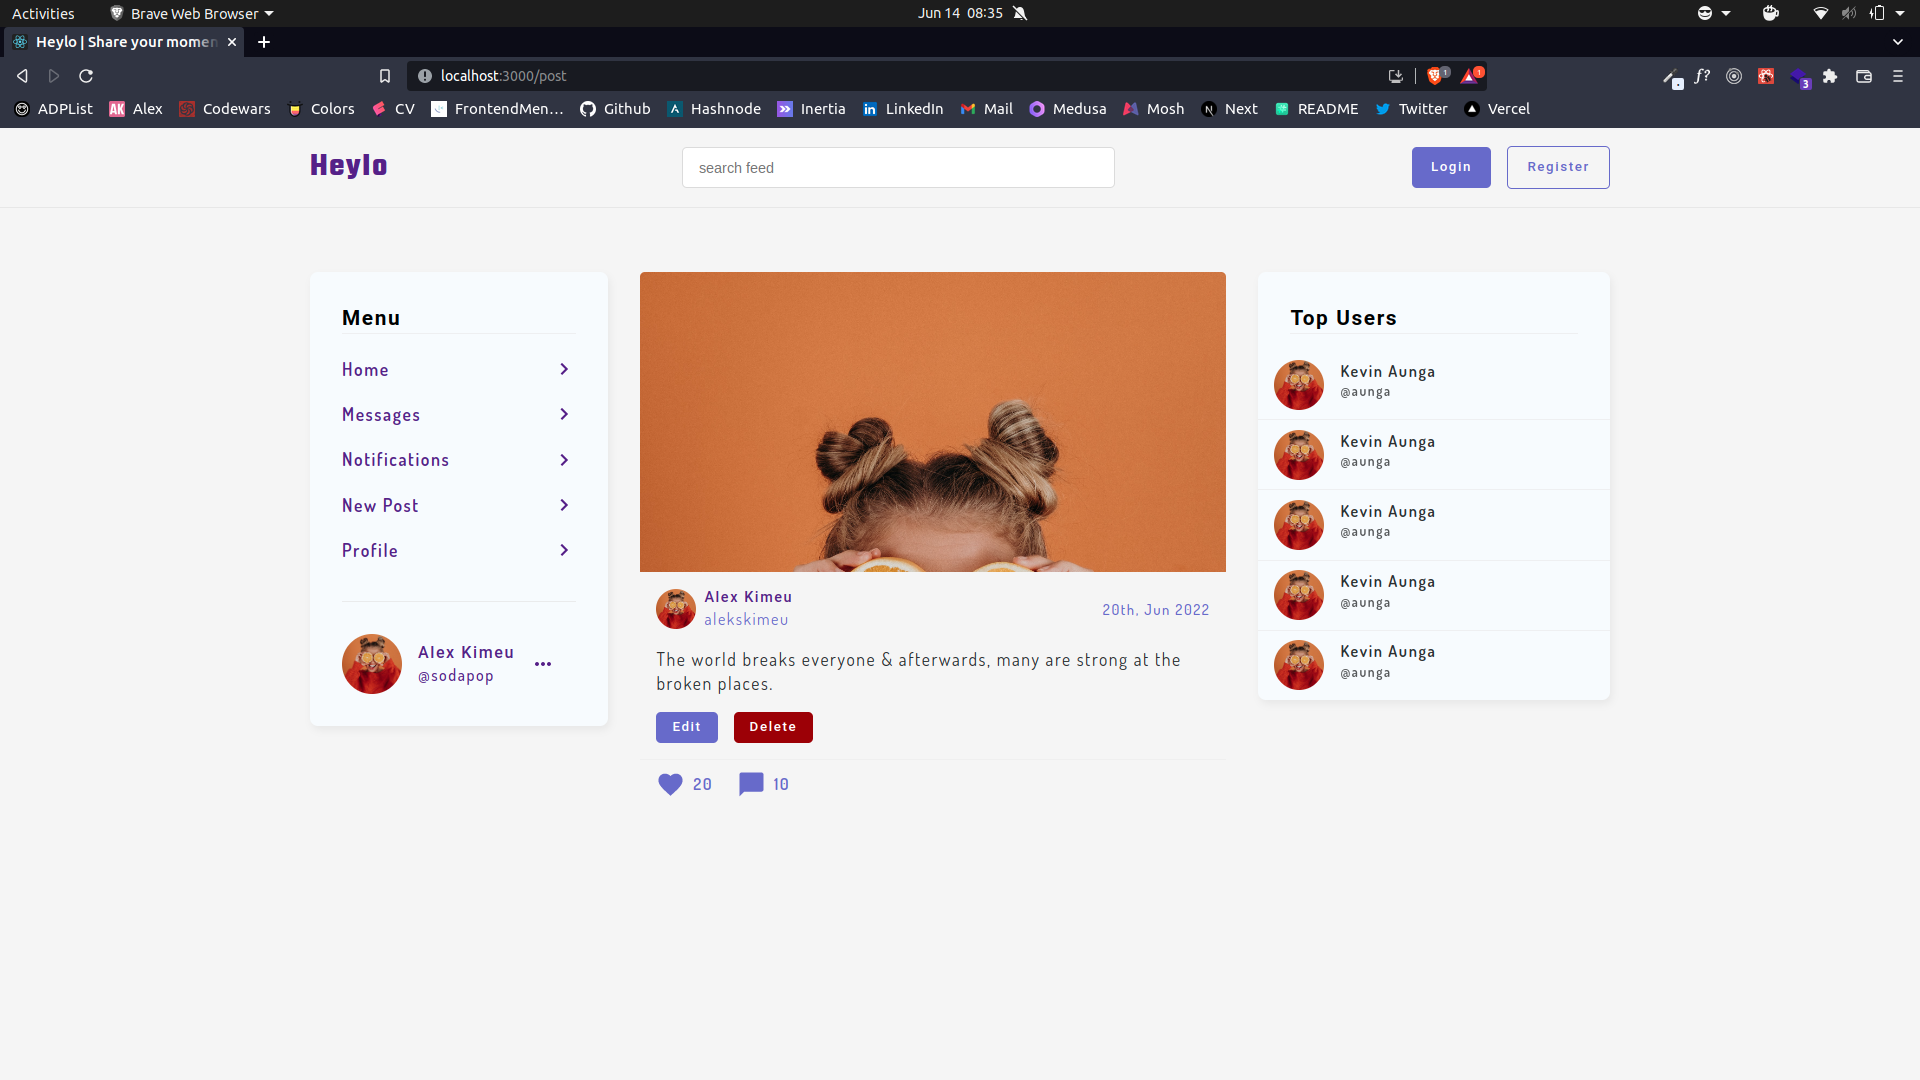 Activities Brave Web Browser Jun 14 08:35
Heylo | Share your momen
localhost:3000/post 1 1 f? 3
ADPList Alex Codewars Colors CV FrontendMen... Github Hashnode Inertia LinkedIn Mail Medusa Mosh Next README Twitter Vercel
Heylo
search feed
Login
Register
Menu
Home
Messages
Notifications
New Post
Profile
Alex Kimeu
@sodapop
Alex Kimeu
alekskimeu
20th, Jun 2022
The world breaks everyone & afterwards, many are strong at the
broken places.
Edit
Delete
20
10
Top Users
Kevin Aunga
@aunga
Kevin Aunga
@aunga
Kevin Aunga
@aunga
Kevin Aunga
@aunga
Kevin Aunga
@aunga